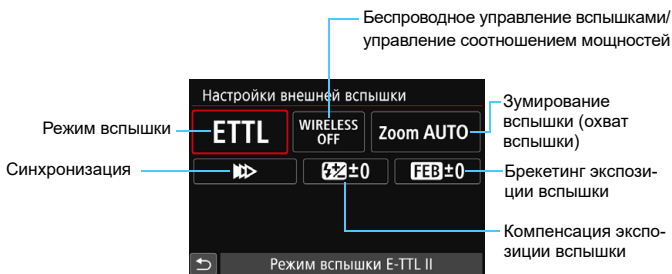 Беспроводное управление вспышками/
управление соотношением мощностей
Настройки внешней вспышки
Режим вспышки
ETTL
WIRELESS
OFF
Zoom AUTO
Зумирование
вспышки (охват
вспышки)
Синхронизация
±0
FEB±0
Брекетинг экспози-
ции вспышки
Компенсация экспо-
зиции вспышки
Режим вспышки E-TTL II